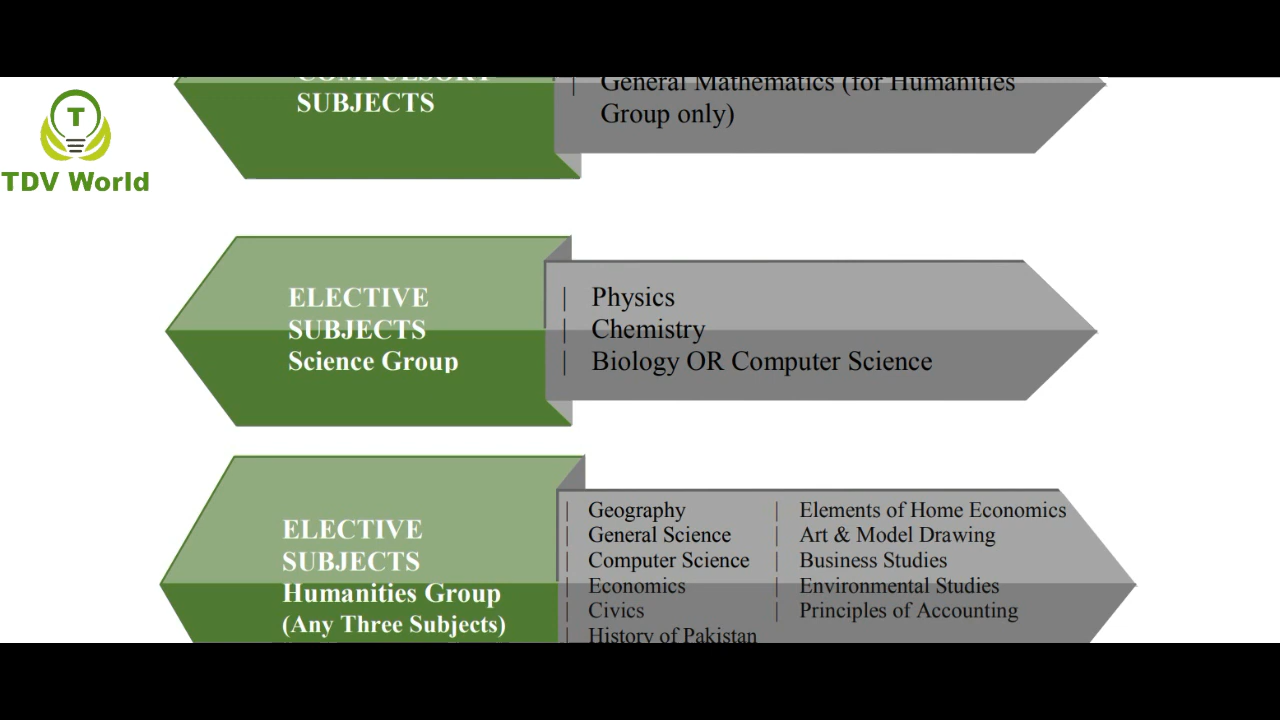 COMPULSORY
SUBJECTS
General Mathematics (for Humanities
Group only)
T
TDV World
ELECTIVE
SUBJECTS
Science Group
| Physics
| Chemistry
| Biology OR Computer Science
ELECTIVE
SUBJECTS
Humanities Group
(Any Three Subjects)
| Geography
| General Science
| Computer Science
| Economics
| Civics
| History of Pakistan
| Elements of Home Economics
| Art & Model Drawing
| Business Studies
| Environmental Studies
| Principles of Accounting